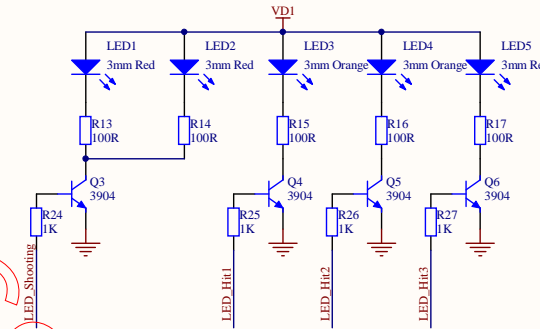 VD1
LED1
3mm Red
LED2
3mm Red
LED3
3mm Orange
LED4
3mm Orange
LED5
3mm Re
R13
100R
R14
100R
R15
100R
R16
100R
R17
100R
Q3
3904
Q4
3904
Q5
3904
Q6
3904
R24
1K
R25
1K
R26
1K
R27
1K
LED_Shooting
LED_Hit1
LED_Hit2
LED_Hit3